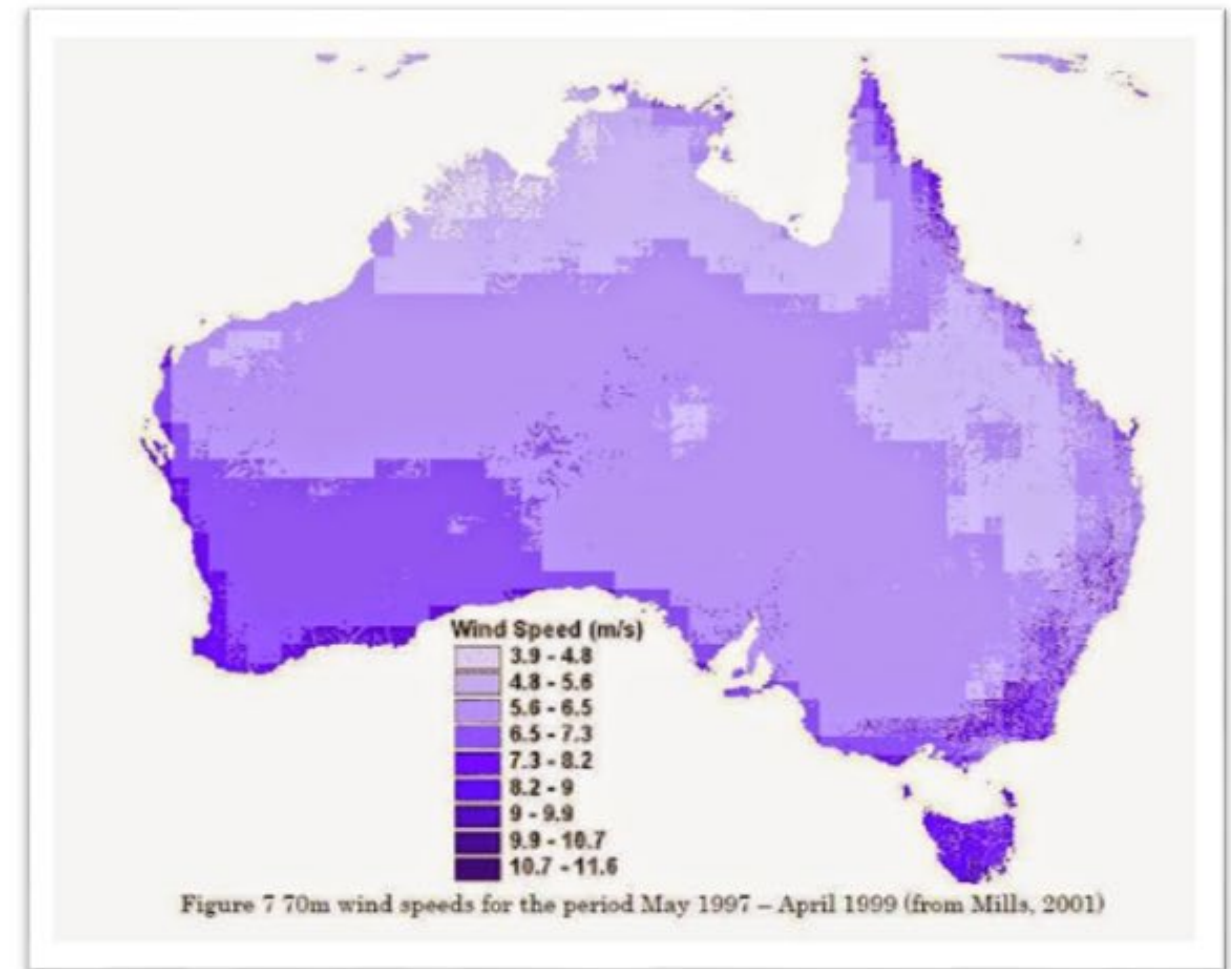 Wind Speed (m/s)
3.9 - 4.8
4.8 - 5.6
5.6 - 6.5
6.5 - 7.3
7.3 - 8.2
8.2 - 9
9 - 9.9
9.9 - 10.7
10.7 - 11.6
Figure 7 70m wind speeds for the period May 1997 – April 1999 (from Mills, 2001)